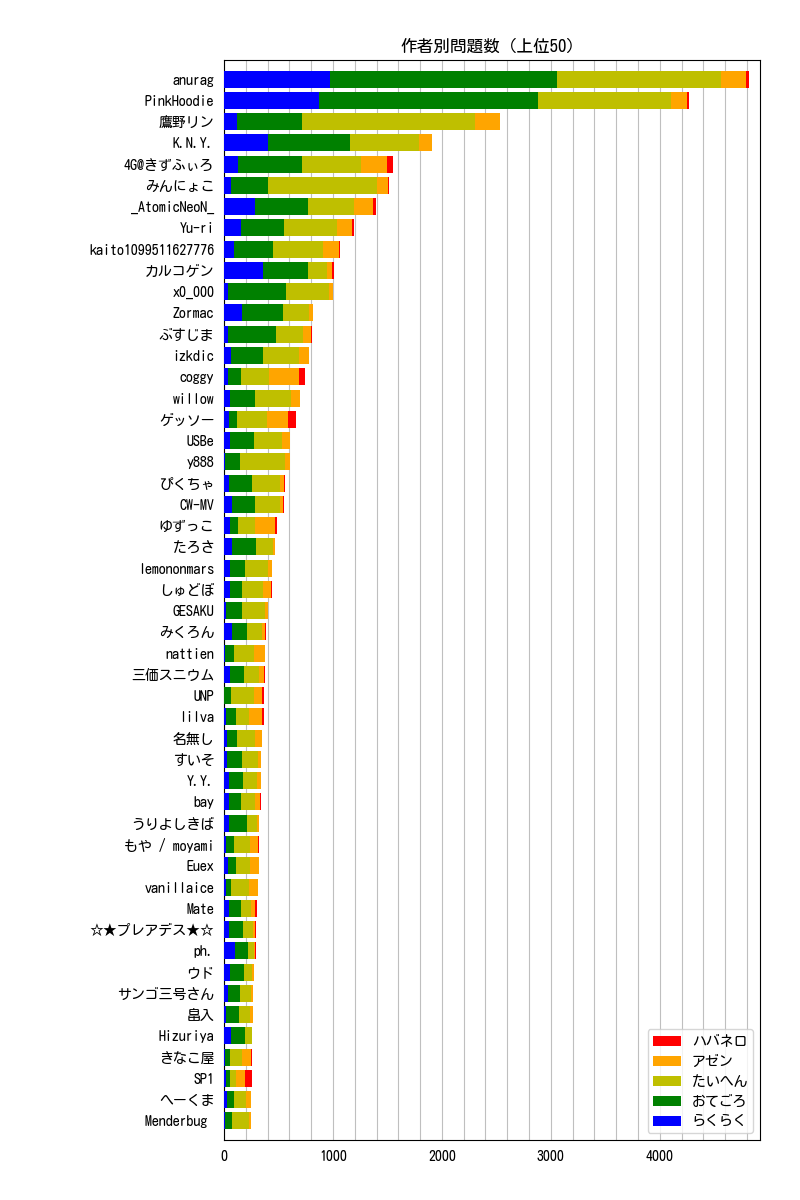 作者別問題数 (上位50)
anurag
PinkHoodie
鷹野リン
K.N.Y.
4G@きずふぃろ
みんにょこ
_AtomicNeoN_
Yu-ri
kaito1099511627776
カルコゲン
x0_000
Zormac
ぶすじま
izkdic
coggy
willow
ゲッソー
USBe
y888
ぴくちゃ
CW-MV
ゆずっこ
たろさ
lemononmars
しゅどぼ
GESAKU
みくろん
nattien
三価スニウム
UNP
lilva
名無し
すいそ
Y.Y.
bay
うりよしきば
もや / moyami
Euex
vanillaice
Mate
☆★プレアデス★☆
ph.
ウド
サンゴ三号さん
畠入
Hizuriya
きなこ屋
SP1
へーくま
Menderbug
0 1000 2000 3000 4000
ハバネロ
アゼン
たいへん
おてごろ
らくらく